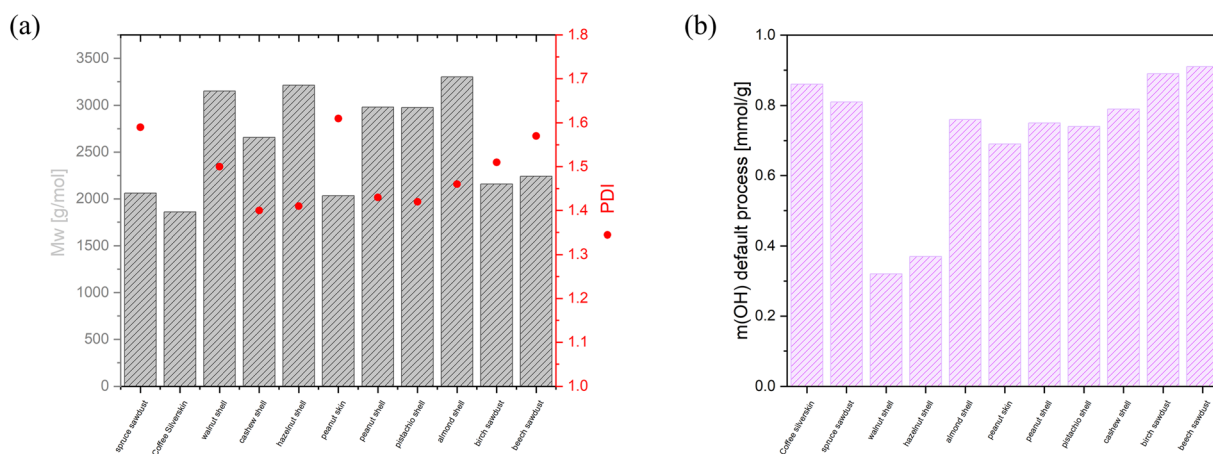 (a)
Mw [g/mol]
3500
3000
2500
2000
1500
1000
500
0
1.8
1.7
1.6
1.5
1.4
1.3
1.2
1.1
1.0
PDI
spruce sawdust
Coffee Silverskin
walnut shell
cashew shell
hazelnut shell
peanut skin
peanut shell
pistachio shell
almond shell
birch sawdust
beech sawdust
(b)
m(OH) default process [mmol/g]
1.0
0.8
0.6
0.4
0.2
0.0
Coffee silverskin
spruce sawdust
walnut shell
hazelnut shell
almond shell
peanut skin
peanut shell
pistachio shell
cashew shell
birch sawdust
beech sawdust